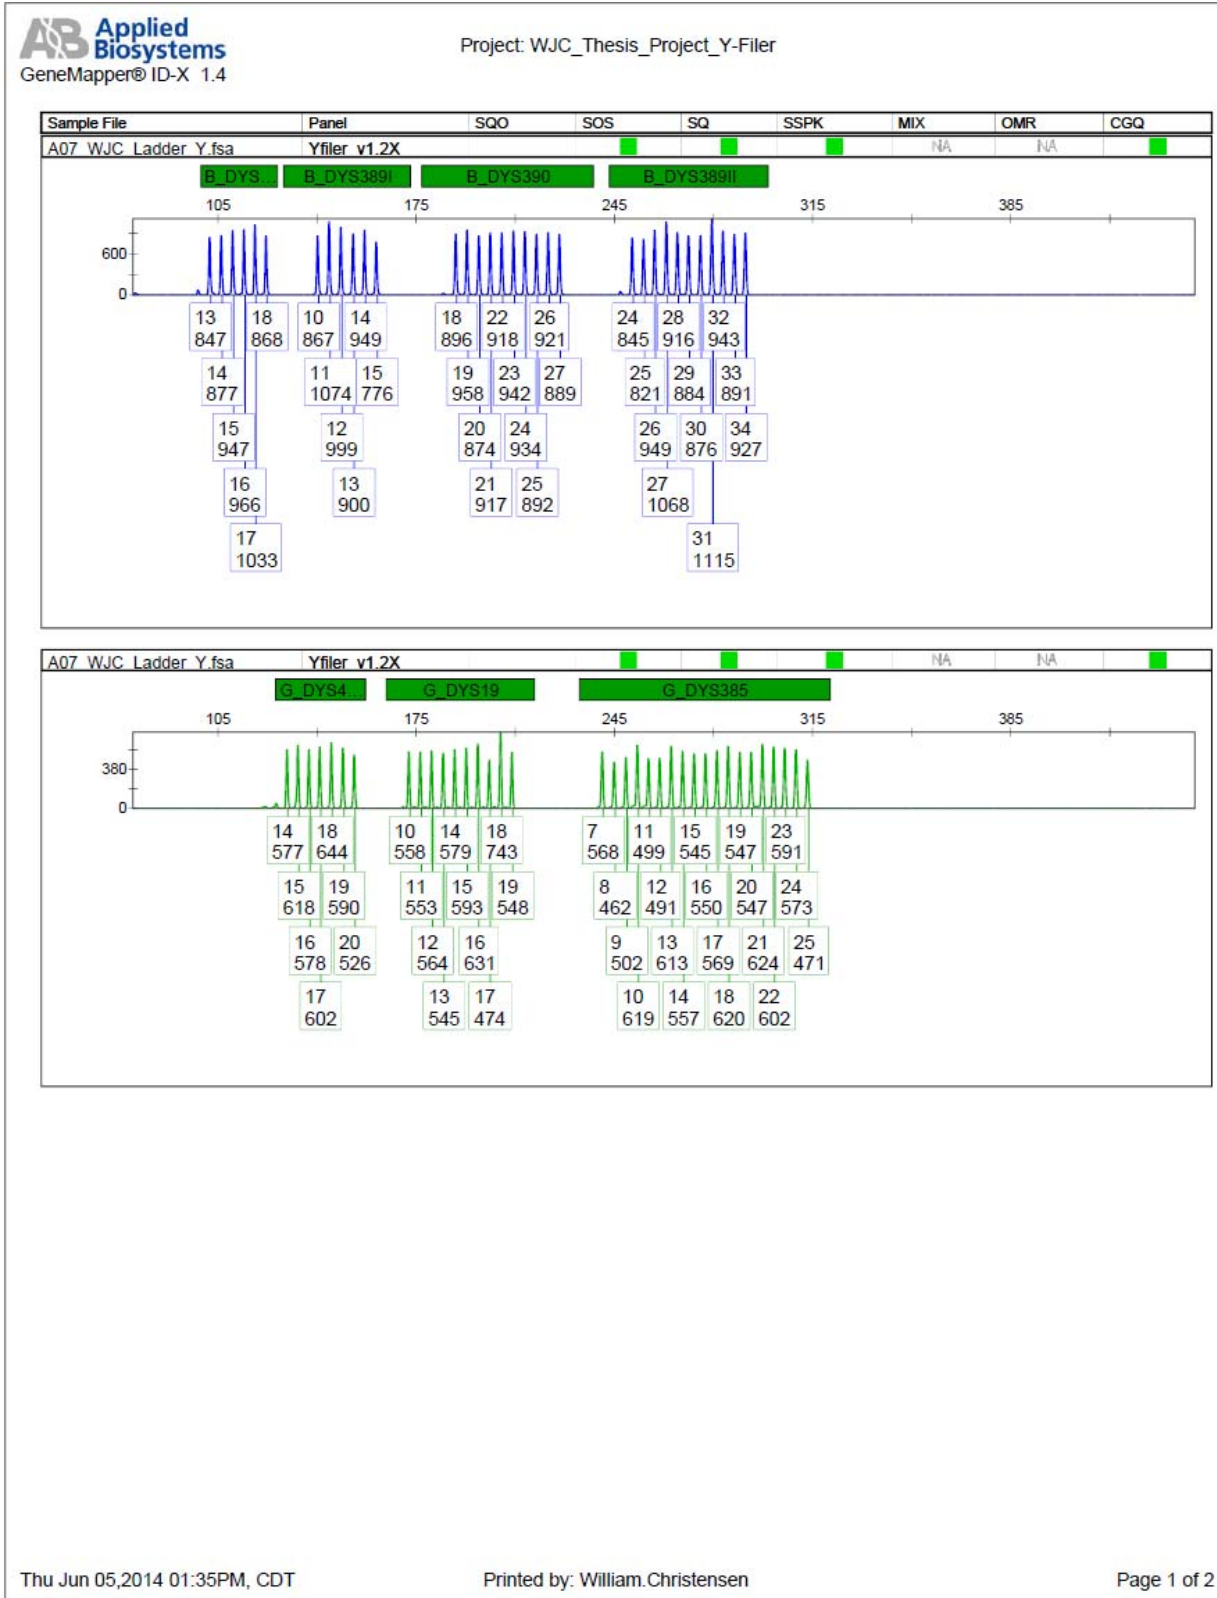 AB Applied
Biosystems
GeneMapper® ID-X 1.4
Project: WJC_Thesis_Project_Y-Filer
Sample File Panel SQO SOS SQ SSPK MIX OMR CGQ
A07_WJC_Ladder_Y.fsa Yfiler_v1.2X NA NA
B_DYS... B_DYS389I B_DYS390 B_DYS389II
105 175 245 315 385
600
0
13 18 10 14 18 22 26 24 28 32
847 868 867 949 896 918 921 845 916 943
14 11 15 19 23 27 25 29 33
877 1074 776 958 942 889 821 884 891
15 12 20 24 26 30 34
947 999 874 934 949 876 927
16 13 21 25 27
966 900 917 892 1068
17 31
1033 1115
A07_WJC_Ladder_Y.fsa Yfiler_v1.2X NA NA
G_DYS4... G_DYS19 G_DYS385
105 175 245 315 385
380
0
14 18 10 14 18 7 11 15 19 23
577 644 558 579 743 568 499 545 547 591
15 19 11 15 19 8 12 16 20 24
618 590 553 593 548 462 491 550 547 573
16 20 12 16 9 13 17 21 25
578 526 564 631 502 613 569 624 471
17 13 17 10 14 18 22
602 545 474 619 557 620 602
Thu Jun 05,2014 01:35PM, CDT Printed by: William.Christensen Page 1 of 2